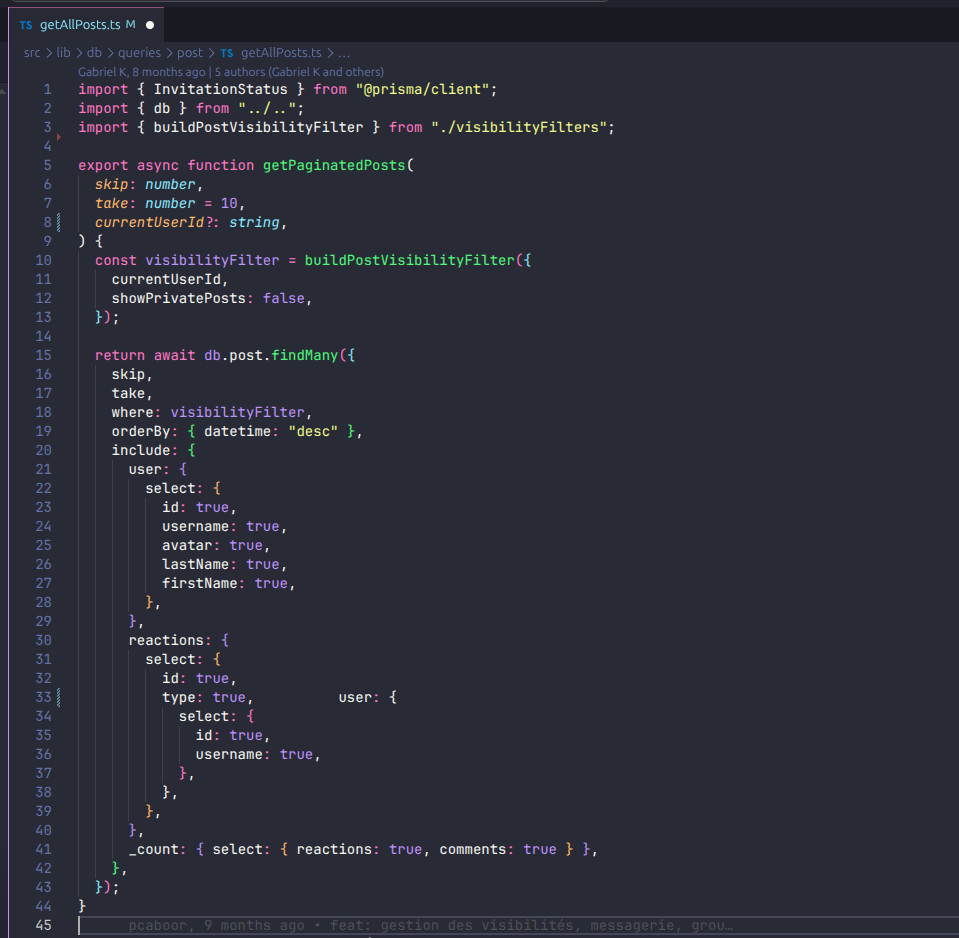 TS getAllPosts.ts M
src > lib > db > queries > post > TS getAllPosts.ts > ...
Gabriel K, 8 months ago | 5 authors (Gabriel K and others)
1 import { InvitationStatus } from "@prisma/client";
2 import { db } from "../..";
3 import { buildPostVisibilityFilter } from "./visibilityFilters";
4
5 export async function getPaginatedPosts(
6   skip: number,
7   take: number = 10,
8   currentUserId?: string,
9 ) {
10   const visibilityFilter = buildPostVisibilityFilter({
11     currentUserId,
12     showPrivatePosts: false,
13   });
14
15   return await db.post.findMany({
16     skip,
17     take,
18     where: visibilityFilter,
19     orderBy: { datetime: "desc" },
20     include: {
21       user: {
22         select: {
23           id: true,
24           username: true,
25           avatar: true,
26           lastName: true,
27           firstName: true,
28         },
29       },
30       reactions: {
31         select: {
32           id: true,
33           type: true,          user: {
34             select: {
35               id: true,
36               username: true,
37             },
38           },
39         },
40       },
41       _count: { select: { reactions: true, comments: true } },
42     },
43   });
44 }
45       pcaboor, 9 months ago • feat: gestion des visibilités, messagerie, grou…